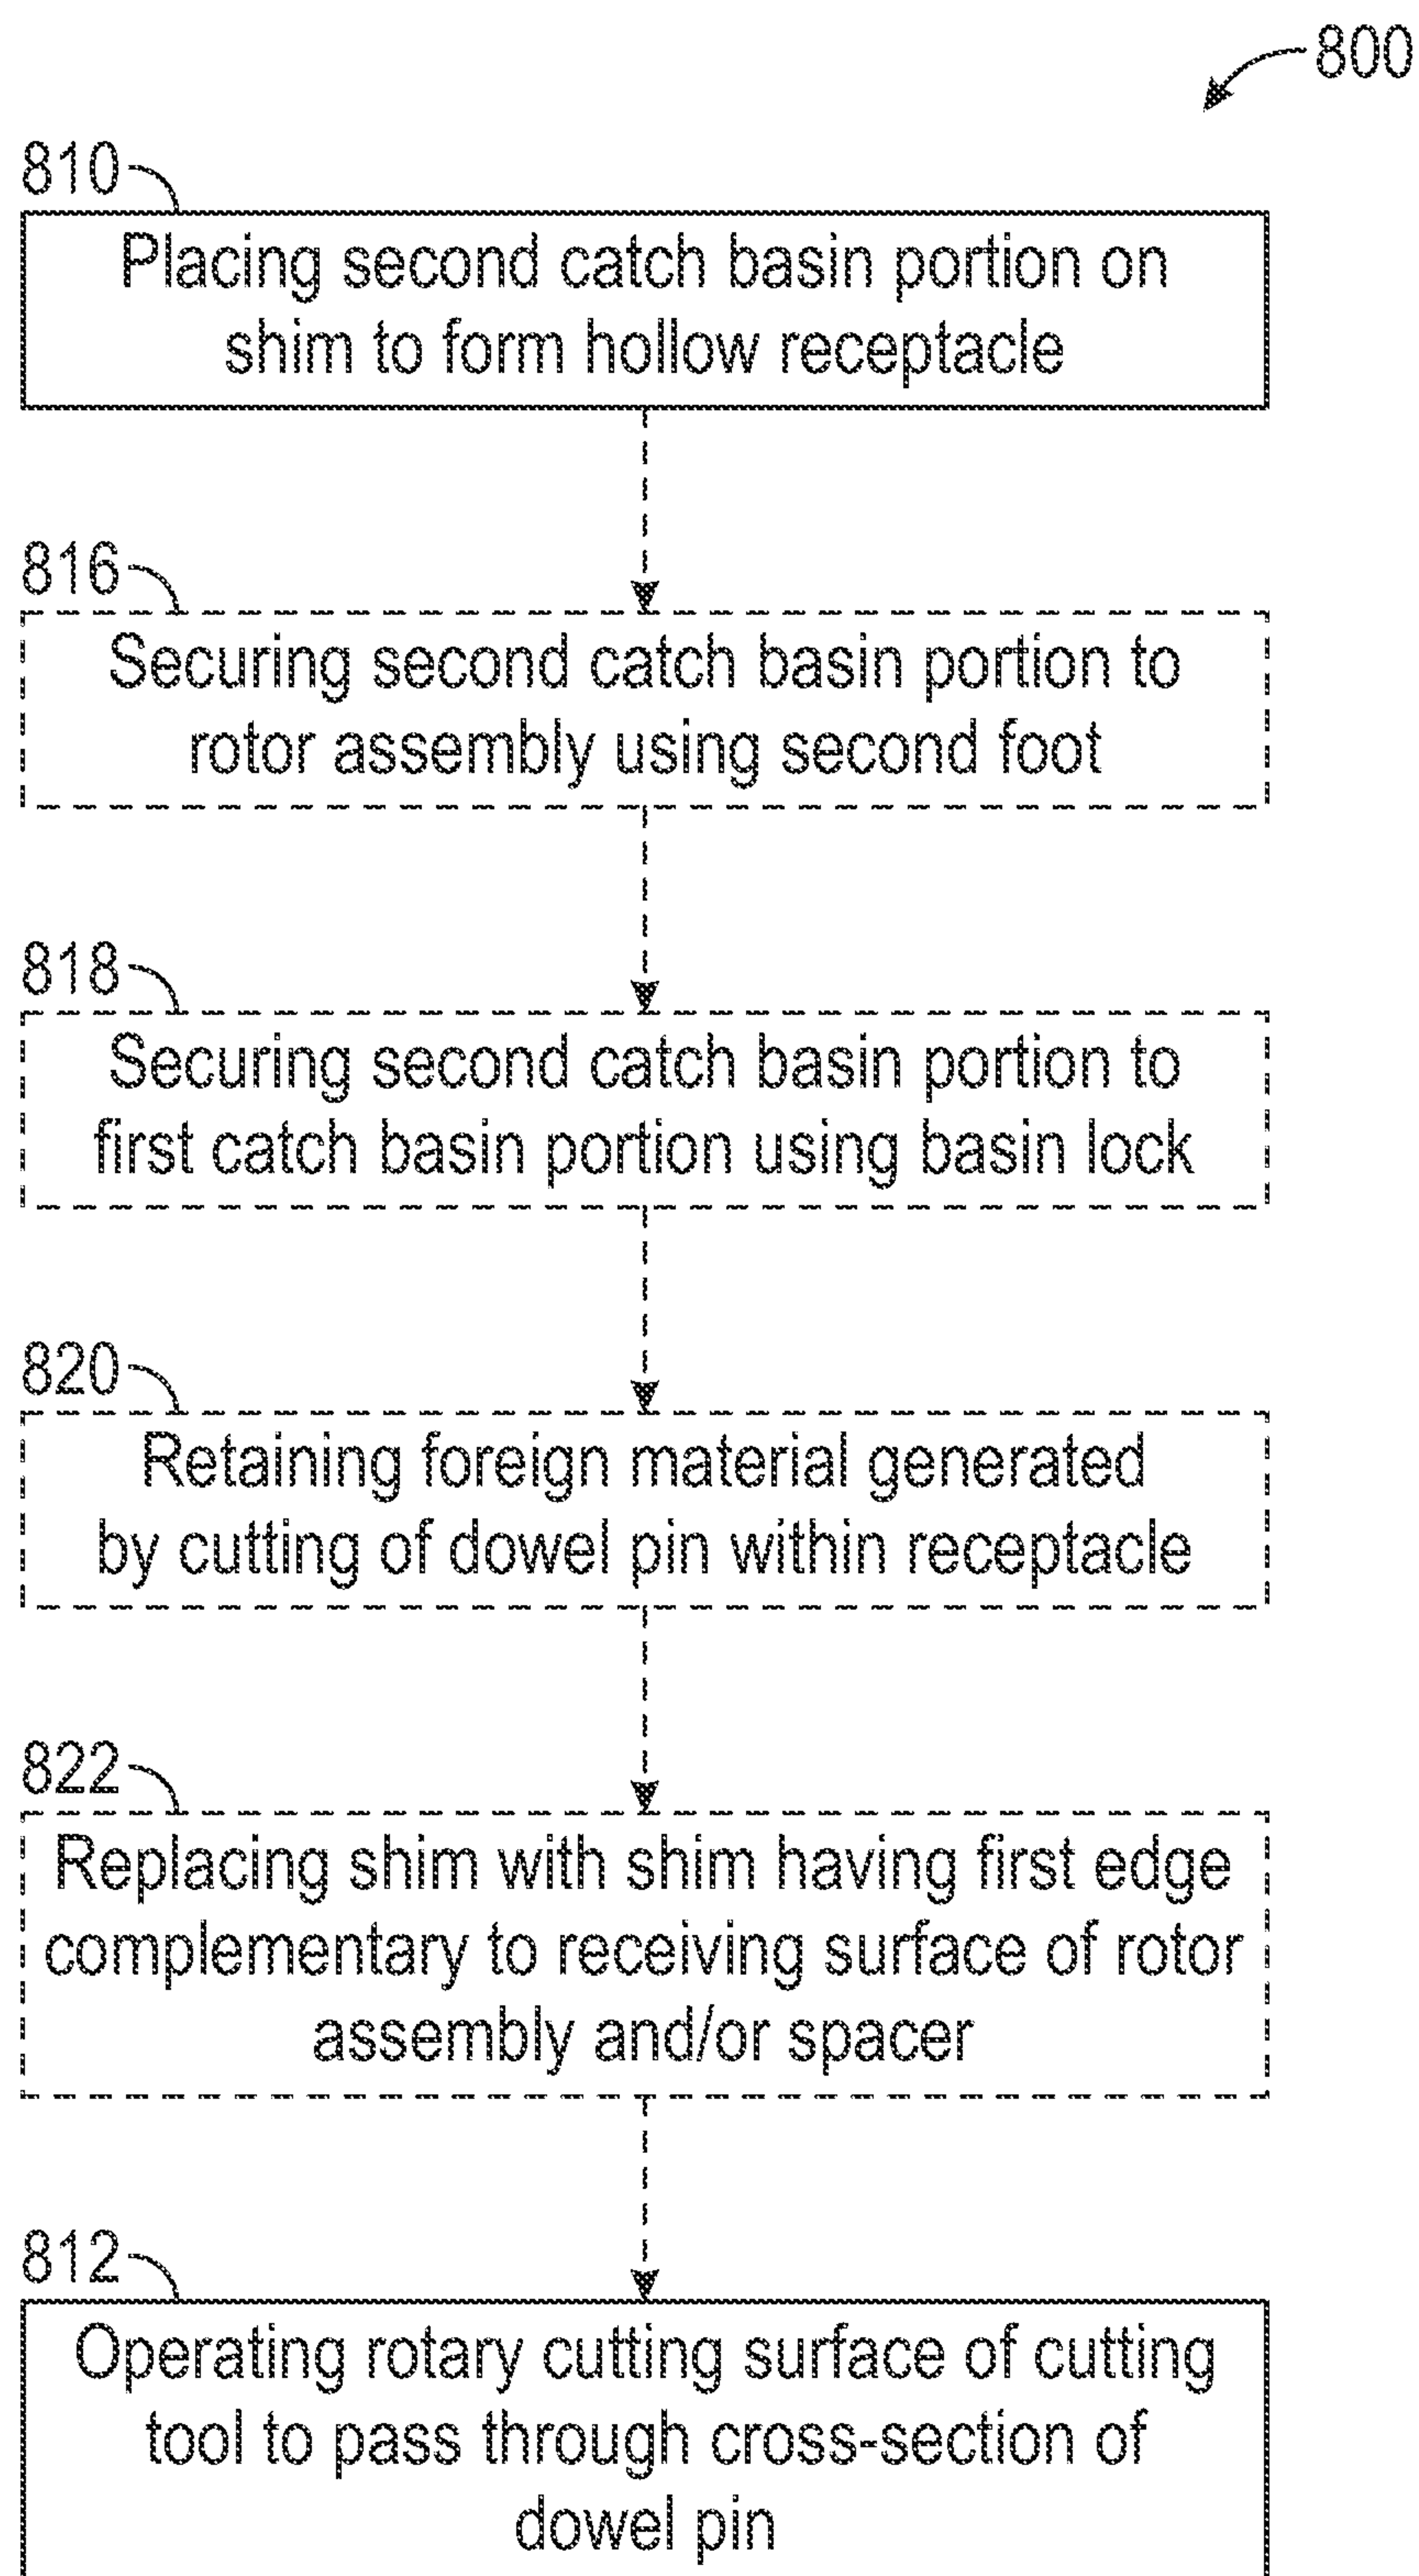 800
810
Placing second catch basin portion on
shim to form hollow receptacle
816
Securing second catch basin portion to
rotor assembly using second foot
818
Securing second catch basin portion to
first catch basin portion using basin lock
820
Retaining foreign material generated
by cutting of dowel pin within receptacle
822
Replacing shim with shim having first edge
complementary to receiving surface of rotor
assembly and/or spacer
812
Operating rotary cutting surface of cutting
tool to pass through cross-section of
dowel pin